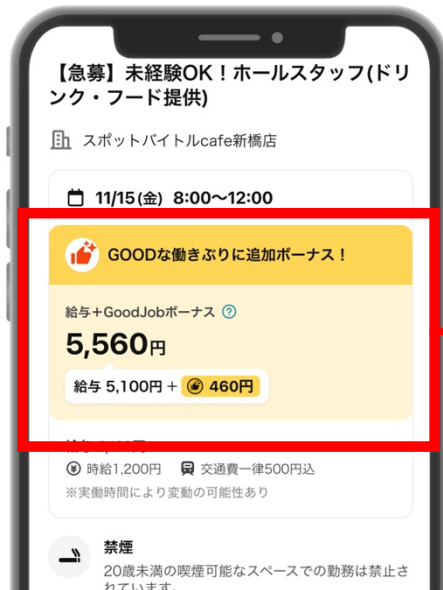 【急募】未経験OK！ホールスタッフ(ドリ
ンク・フード提供)
スポットバイトルcafe新橋店
11/15(金) 8:00〜12:00
GOODな働きぶりに追加ボーナス！
給与+GoodJobボーナス ?
5,560円
給与 5,100円 + 460円
時給1,200円 交通費一律500円込
※実働時間により変動の可能性あり
禁煙
20歳未満の喫煙可能なスペースでの勤務は禁止さ
れています。